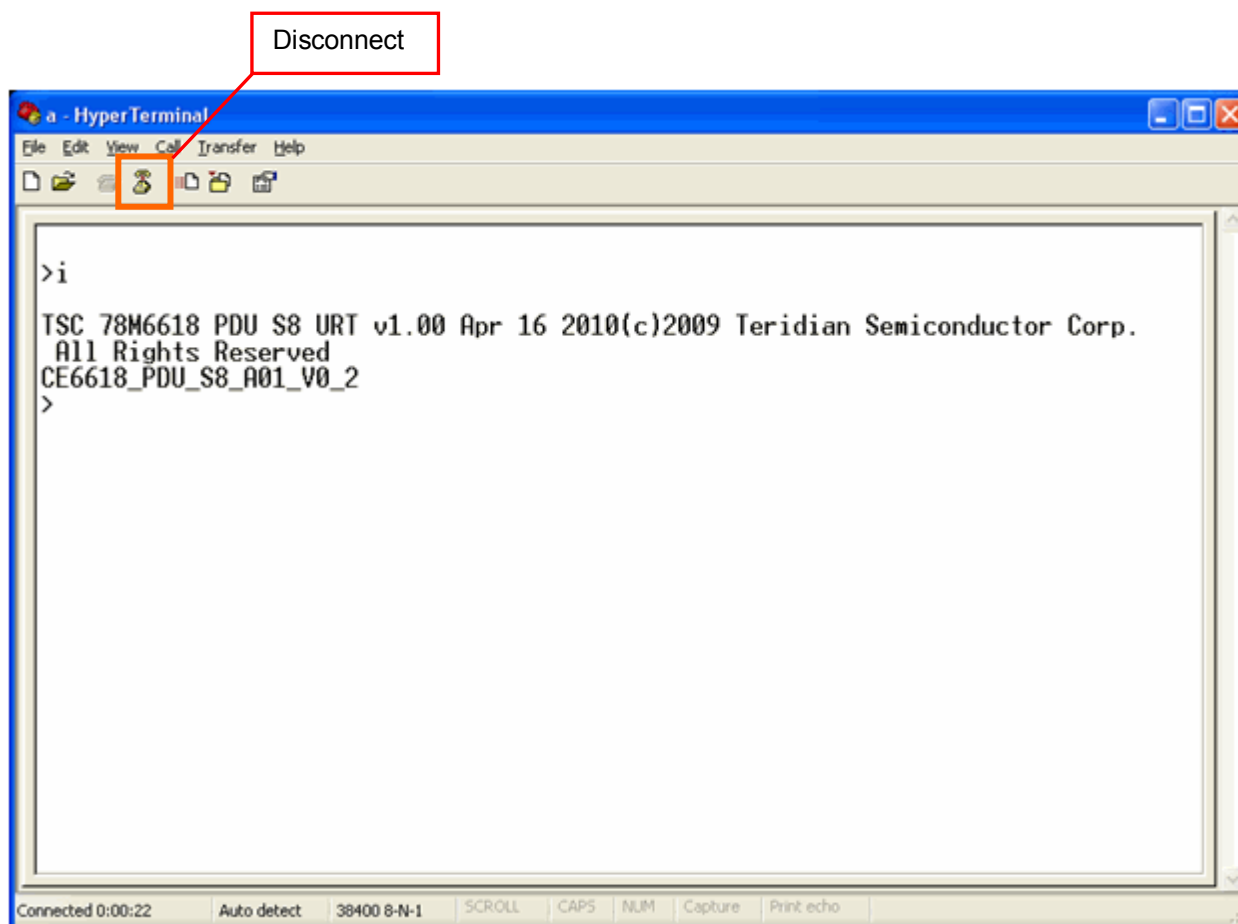 Disconnect
a - HyperTerminal
File Edit View Call Transfer Help
>i
TSC 78M6618 PDU S8 URT v1.00 Apr 16 2010(c)2009 Teridian Semiconductor Corp.
All Rights Reserved
CE6618_PDU_S8_A01_V0_2
>
Connected 0:00:22 Auto detect 38400 8-N-1 SCROLL CAPS NUM Capture Print echo